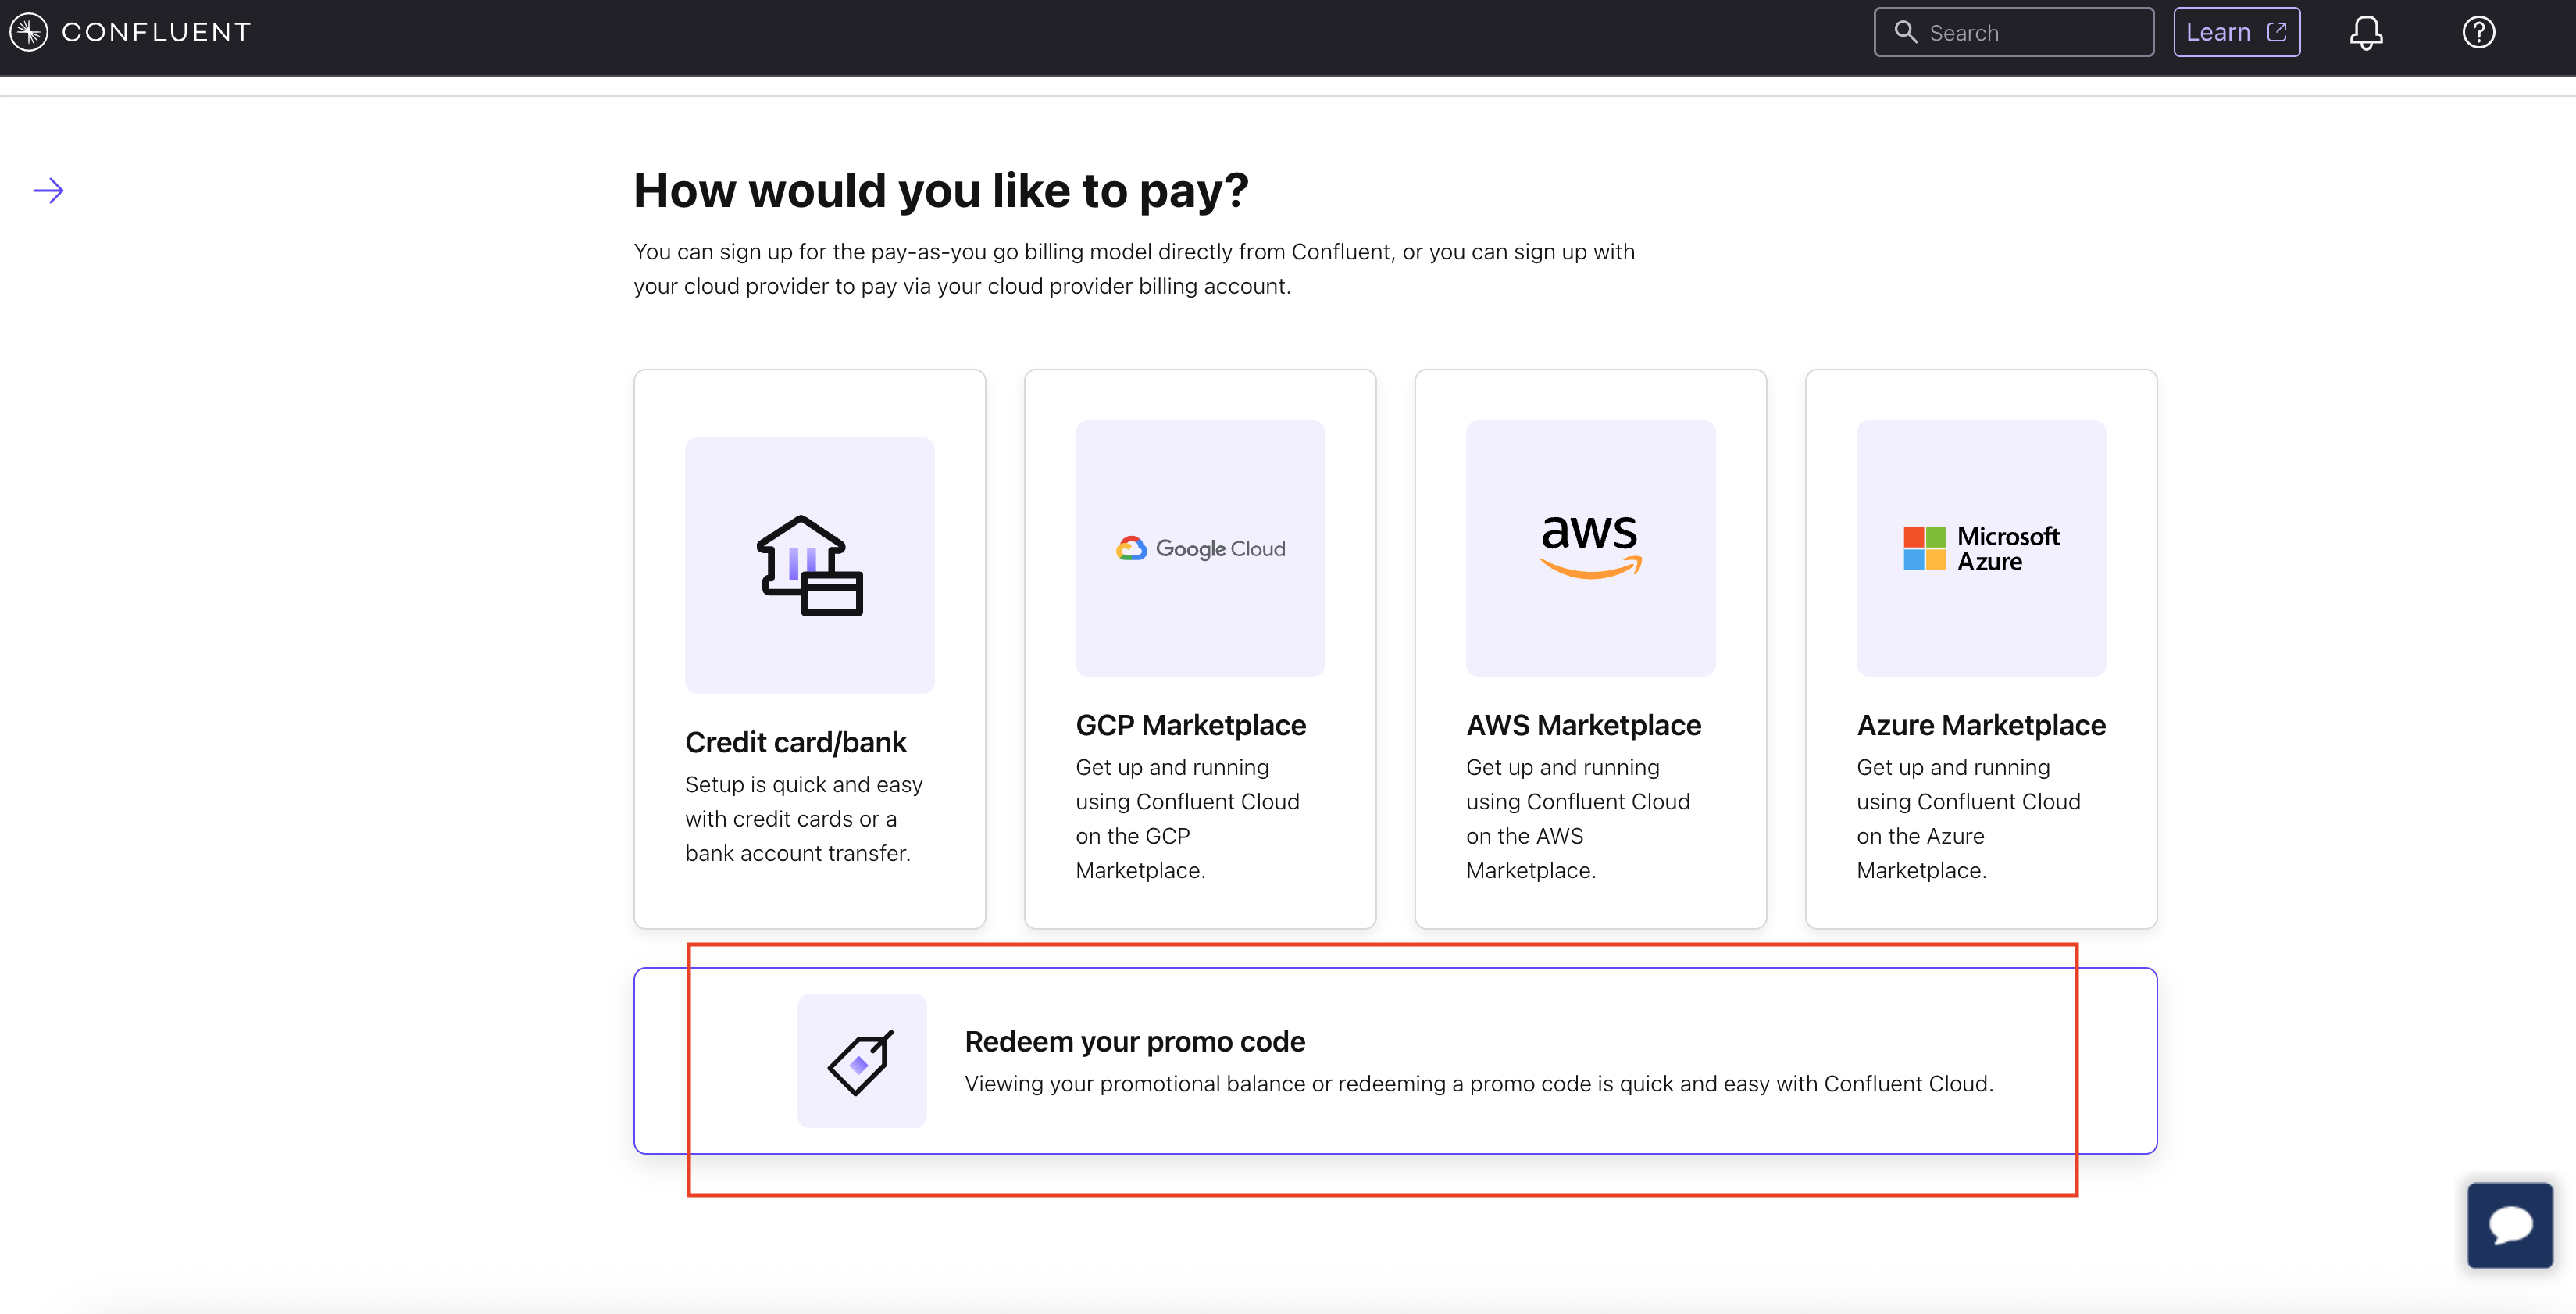 CONFLUENT
Search
Learn
How would you like to pay?
You can sign up for the pay-as-you go billing model directly from Confluent, or you can sign up with
your cloud provider to pay via your cloud provider billing account.
Credit card/bank
Setup is quick and easy
with credit cards or a
bank account transfer.
Google Cloud
GCP Marketplace
Get up and running
using Confluent Cloud
on the GCP
Marketplace.
aws
AWS Marketplace
Get up and running
using Confluent Cloud
on the AWS
Marketplace.
Microsoft
Azure
Azure Marketplace
Get up and running
using Confluent Cloud
on the Azure
Marketplace.
Redeem your promo code
Viewing your promotional balance or redeeming a promo code is quick and easy with Confluent Cloud.